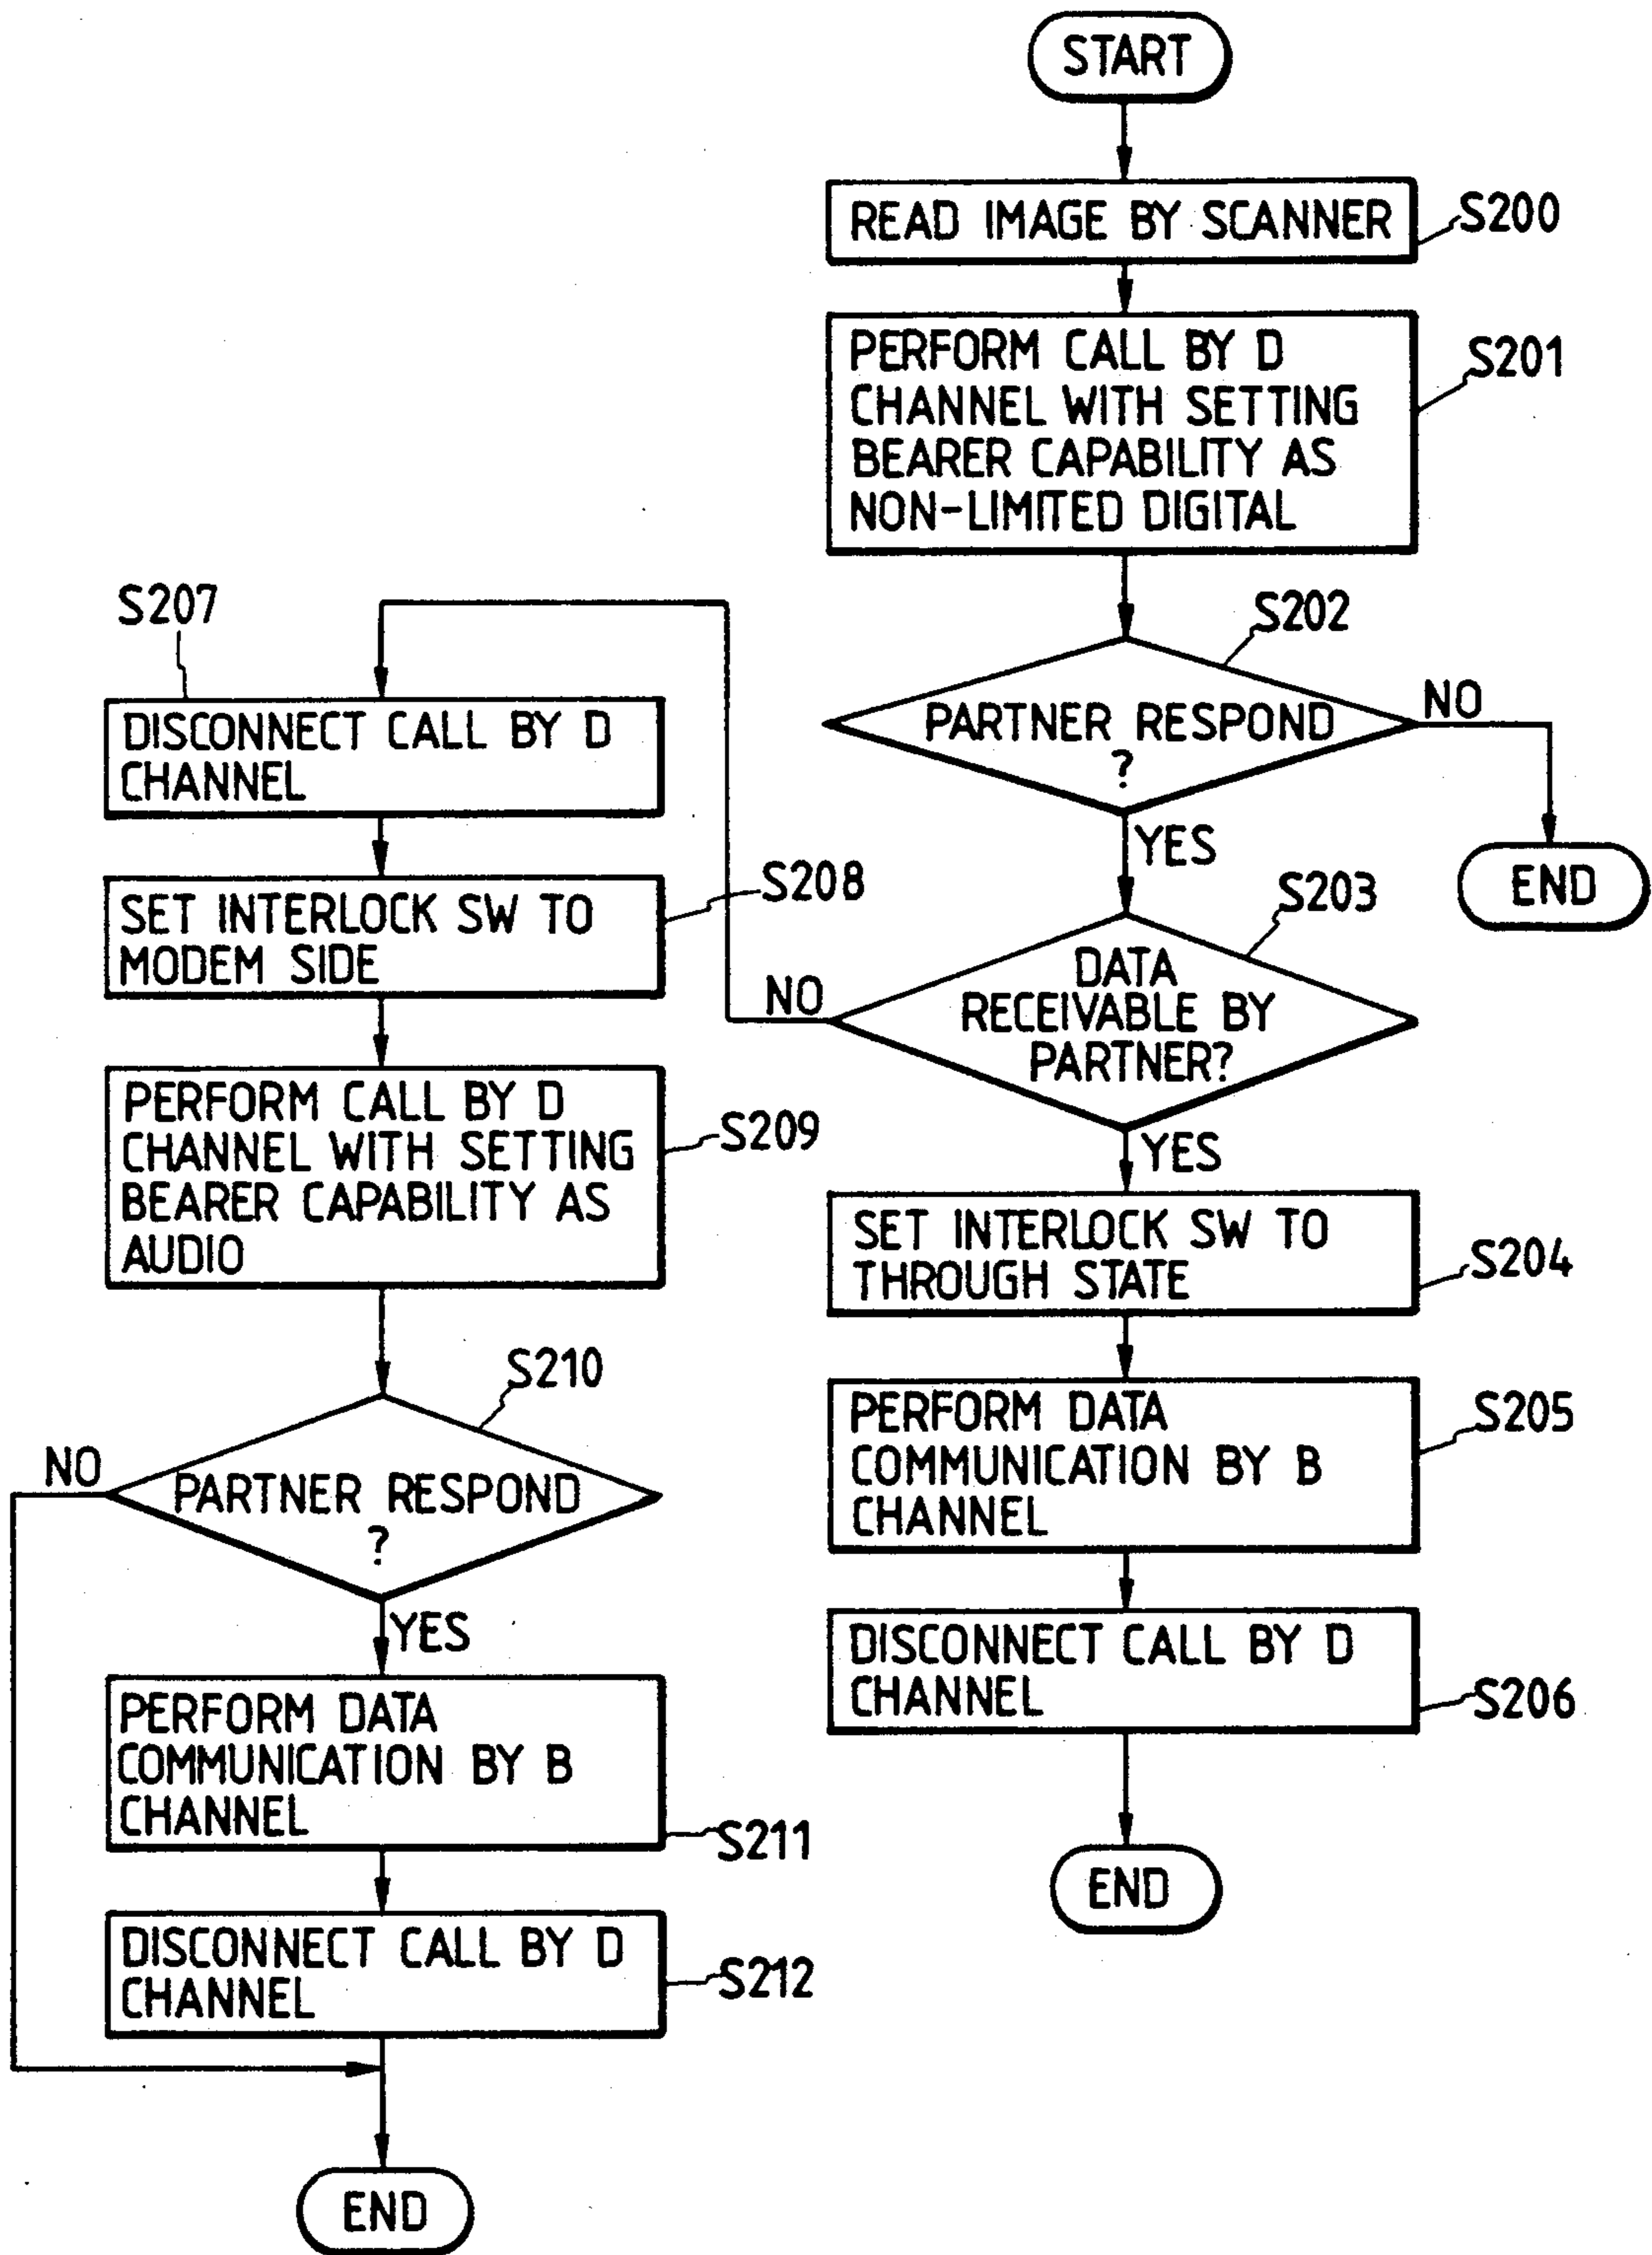 START
READ IMAGE BY SCANNER
S200
PERFORM CALL BY D
CHANNEL WITH SETTING
BEARER CAPABILITY AS
NON-LIMITED DIGITAL
S201
S202
PARTNER RESPOND
?
NO
END
YES
S203
DATA
RECEIVABLE BY
PARTNER?
NO
YES
SET INTERLOCK SW TO
THROUGH STATE
S204
PERFORM DATA
COMMUNICATION BY B
CHANNEL
S205
DISCONNECT CALL BY D
CHANNEL
S206
END
S207
DISCONNECT CALL BY D
CHANNEL
SET INTERLOCK SW TO
MODEM SIDE
S208
PERFORM CALL BY D
CHANNEL WITH SETTING
BEARER CAPABILITY AS
AUDIO
S209
S210
PARTNER RESPOND
?
NO
YES
PERFORM DATA
COMMUNICATION BY B
CHANNEL
S211
DISCONNECT CALL BY D
CHANNEL
S212
END